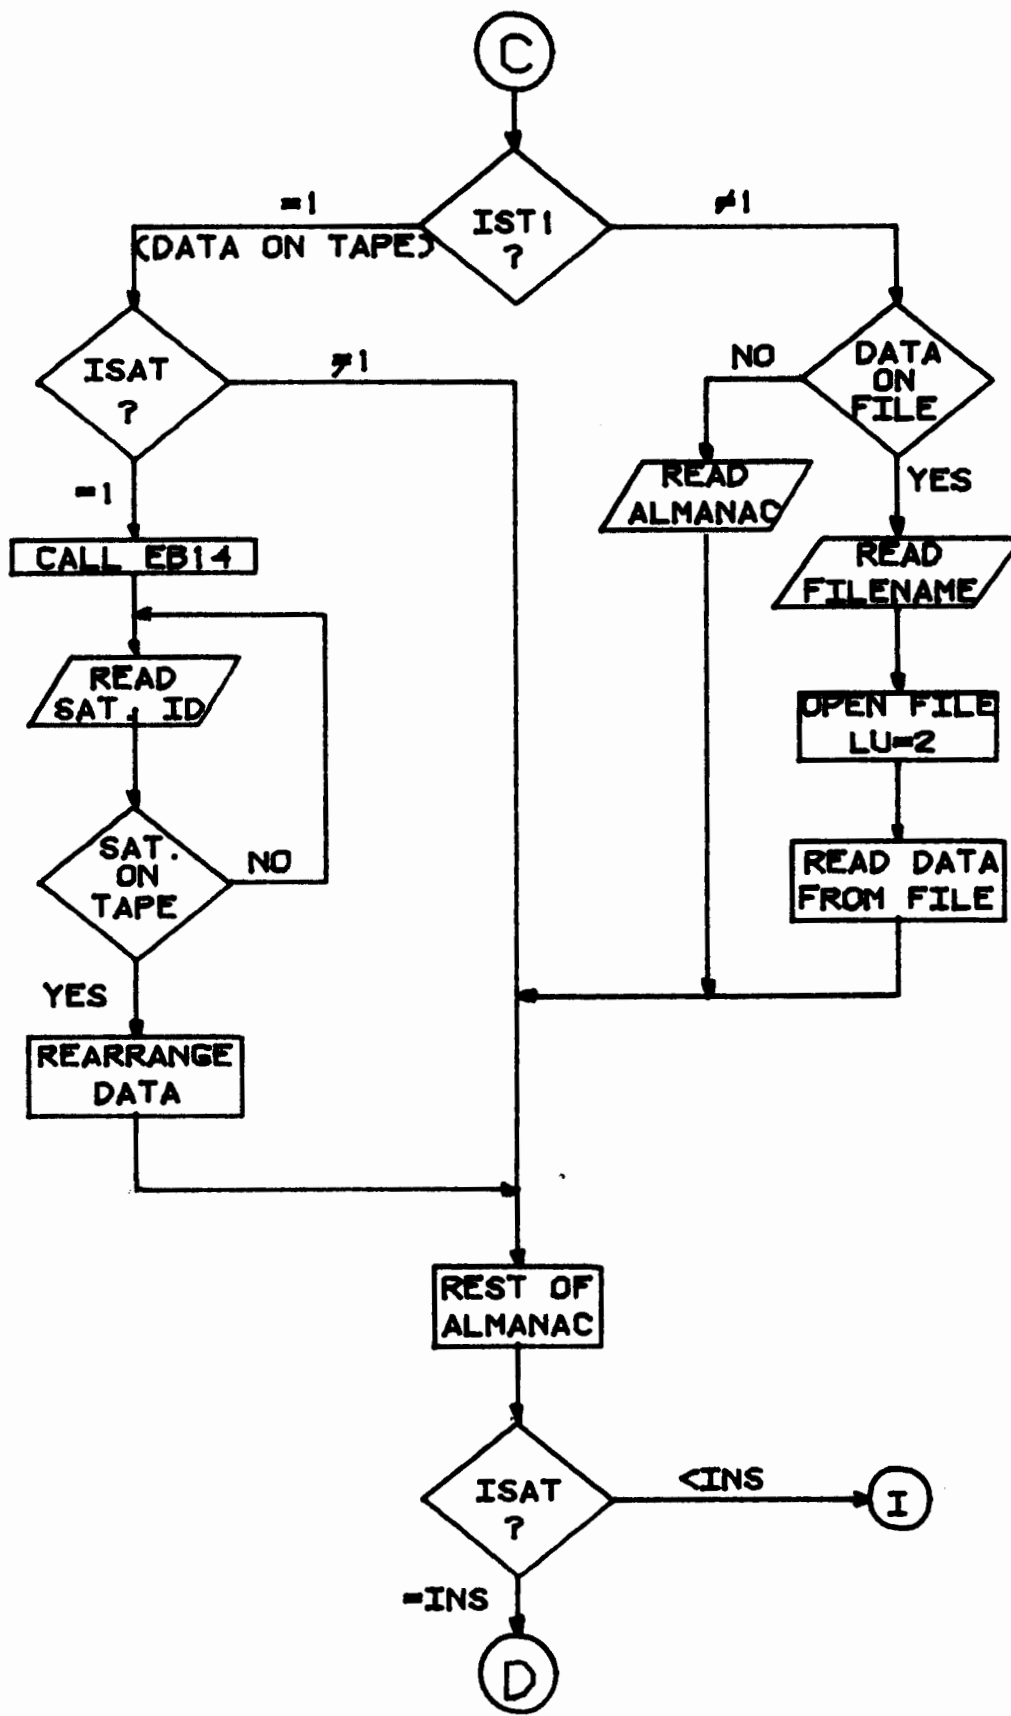 C
IST1
?
=1
(DATA ON TAPE)
≠1
ISAT
?
≠1
=1
DATA
ON
FILE
NO
YES
READ
ALMANAC
READ
FILENAME
CALL EB14
READ
SAT. ID
OPEN FILE
LU=2
SAT.
ON
TAPE
NO
YES
READ DATA
FROM FILE
REARRANGE
DATA
REST OF
ALMANAC
ISAT
?
<INS
I
=INS
D